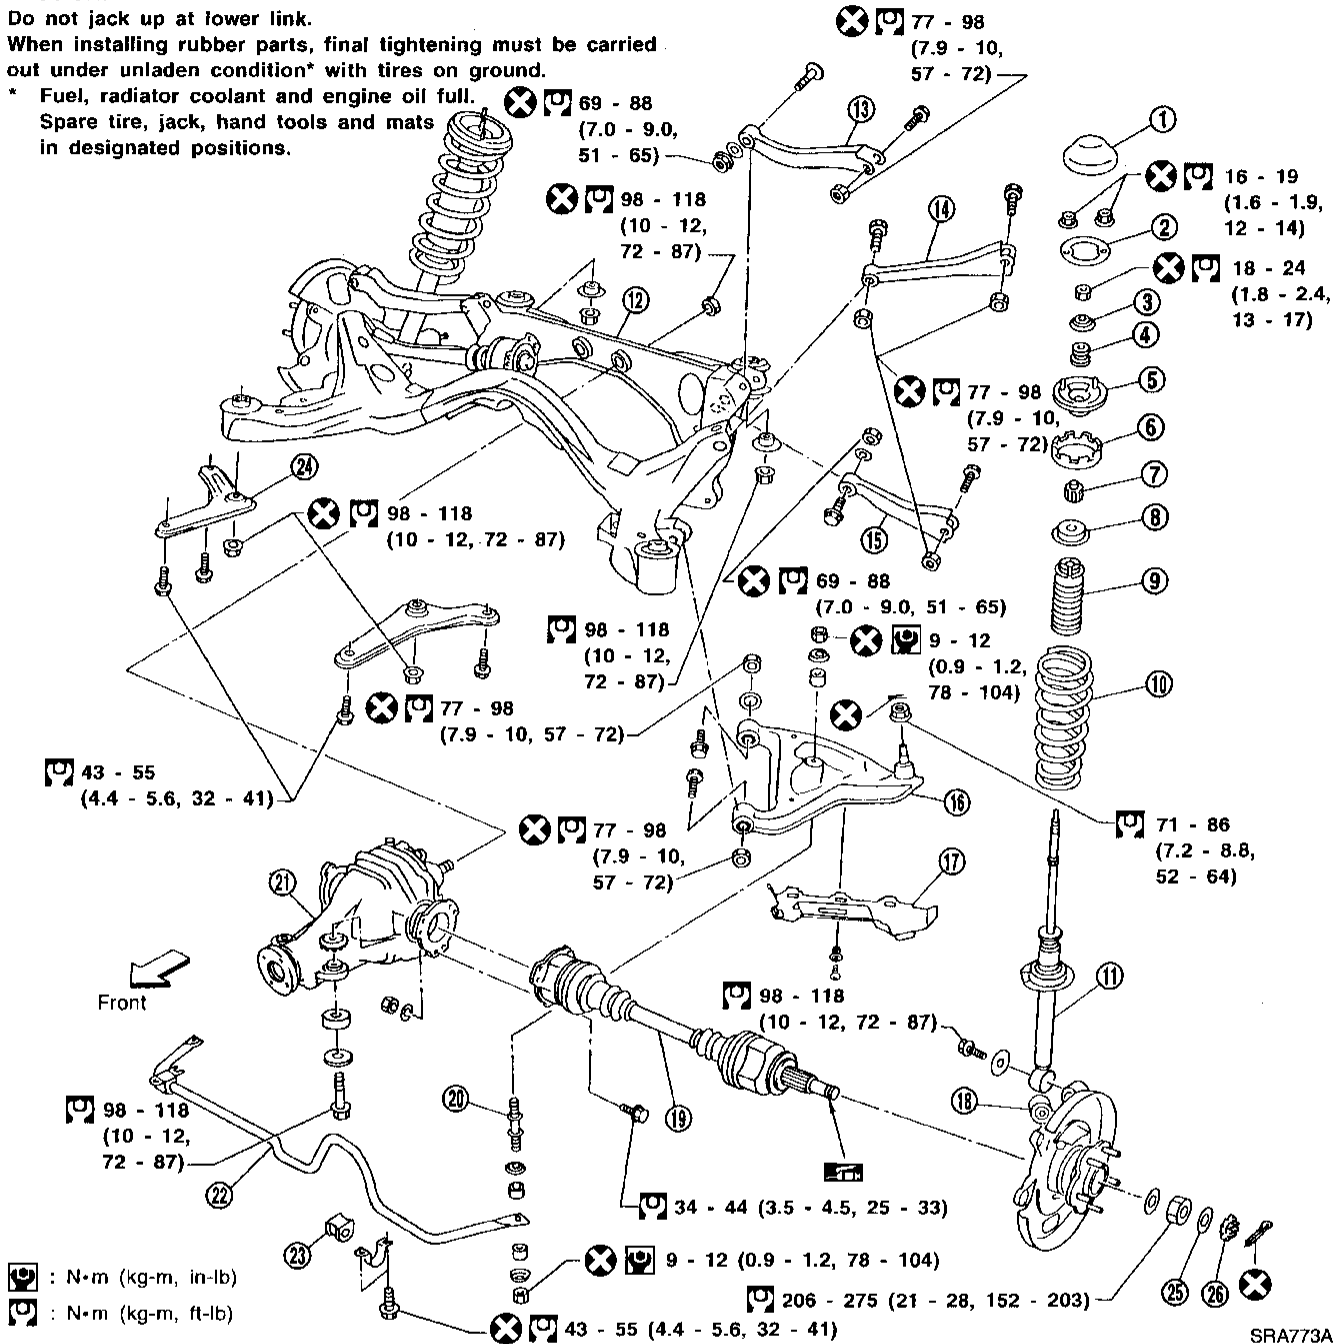 Do not jack up at lower link.
When installing rubber parts, final tightening must be carried
out under unladen condition* with tires on ground.
* Fuel, radiator coolant and engine oil full.
Spare tire, jack, hand tools and mats
in designated positions.
77 - 98
(7.9 - 10,
57 - 72)
69 - 88
(7.0 - 9.0,
51 - 65)
13
1
16 - 19
(1.6 - 1.9,
12 - 14)
98 - 118
(10 - 12,
72 - 87)
14
2
18 - 24
(1.8 - 2.4,
13 - 17)
12
3
4
5
77 - 98
(7.9 - 10,
57 - 72)
6
24
7
98 - 118
(10 - 12, 72 - 87)
8
15
9
69 - 88
(7.0 - 9.0, 51 - 65)
98 - 118
(10 - 12,
72 - 87)
9 - 12
(0.9 - 1.2,
78 - 104)
10
77 - 98
(7.9 - 10, 57 - 72)
43 - 55
(4.4 - 5.6, 32 - 41)
16
77 - 98
(7.9 - 10,
57 - 72)
71 - 86
(7.2 - 8.8,
52 - 64)
17
21
Front
11
98 - 118
(10 - 12, 72 - 87)
20
19
18
98 - 118
(10 - 12,
72 - 87)
22
34 - 44 (3.5 - 4.5, 25 - 33)
23
9 - 12 (0.9 - 1.2, 78 - 104)
25
26
206 - 275 (21 - 28, 152 - 203)
43 - 55 (4.4 - 5.6, 32 - 41)
: N•m (kg-m, in-lb)
: N•m (kg-m, ft-lb)
SRA773A